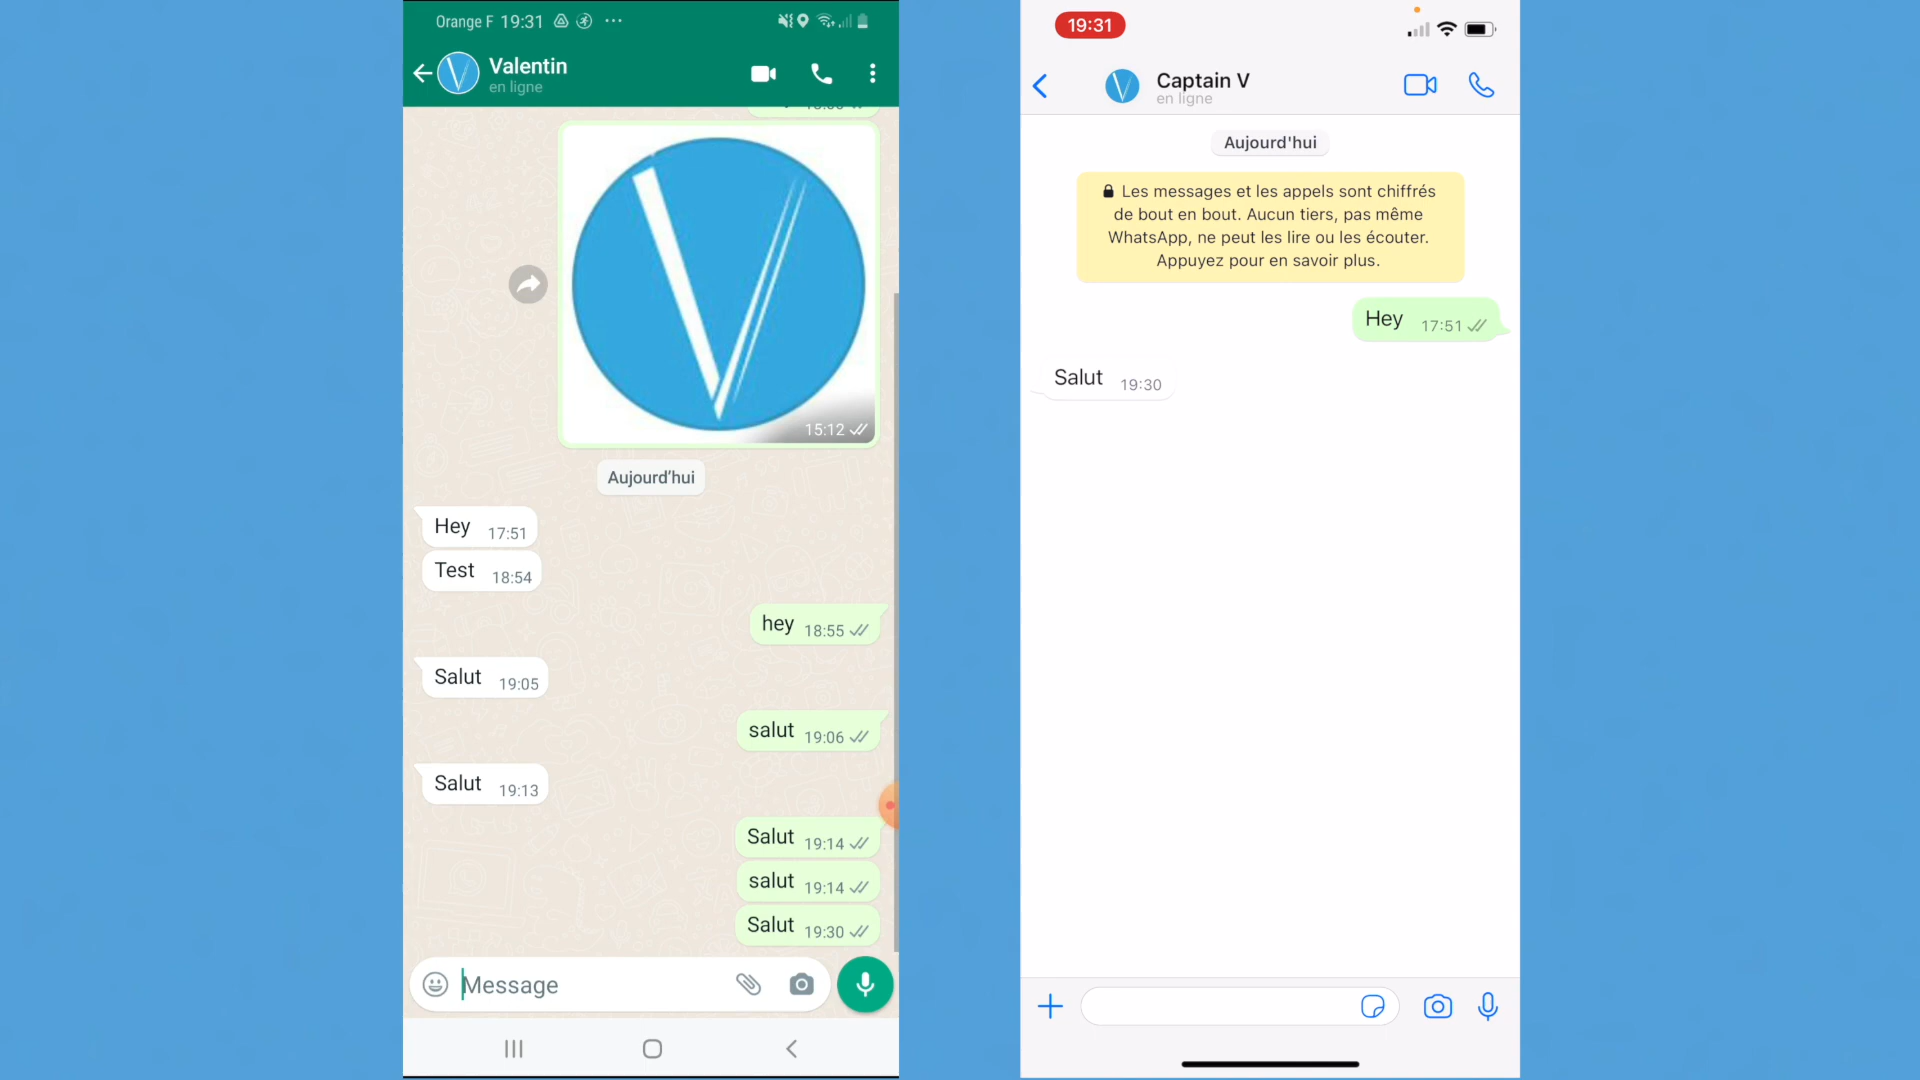 Orange F 19:31
Valentin
en ligne
15:12
Aujourd'hui
Hey 17:51
Test 18:54
hey 18:55
Salut 19:05
salut 19:06
Salut 19:13
Salut 19:14
salut 19:14
Salut 19:30
Message
19:31
Captain V
en ligne
Aujourd'hui
Les messages et les appels sont chiffrés
de bout en bout. Aucun tiers, pas même
WhatsApp, ne peut les lire ou les écouter.
Appuyez pour en savoir plus.
Hey 17:51
Salut 19:30